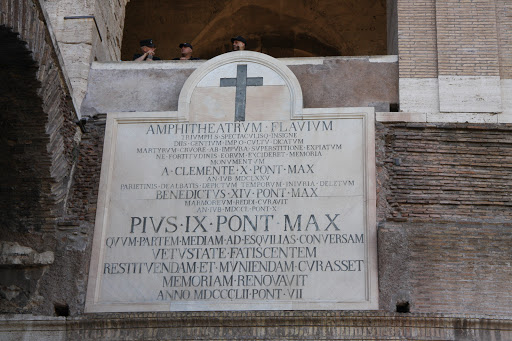 AMPHITHEATRVM · FLAVIVM
TRIVMPHIS SPECTACVLISQ · INSIGNE
DIIS GENTIVM IMPIO CVLTV DICATVM
MARTYRVM CRVORE AB IMPVRA SVPERSTITIONE EXPIATVM
NE FORTITVDINIS EORVM EXCIDERET MEMORIA
MONVMENTVM
A · CLEMENTE · X · PONT · MAX
AN · IVB · MDCLXXV
PARIETINIS · DEALBATIS · DEPICTVM · TEMPORVM · INIVRIA · DELETVM
BENEDICTVS · XIV · PONT · MAX
MARMOREVM · REDDI · CVRAVIT
AN · IVB · MDCCL · PONT · X
PIVS · IX · PONT · MAX
QVVM · PARTEM · MEDIAM · AD · ESQVILIAS · CONVERSAM
VETVSTATE · FATISCENTEM
RESTITVENDAM · ET · MVNIENDAM · CVRASSET
MEMORIAM · RENOVAVIT
ANNO · MDCCCLII · PONT · VII